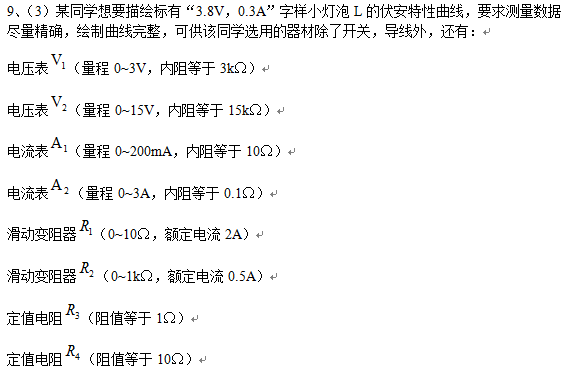 9、（3）某同学想要描绘标有“3.8V，0.3A”字样小灯泡 L 的伏安特性曲线，要求测量数据
尽量精确，绘制曲线完整，可供该同学选用的器材除了开关，导线外，还有：↵
电压表 V₁（量程 0~3V，内阻等于 3kΩ）↵
电压表 V₂（量程 0~15V，内阻等于 15kΩ）↵
电流表 A₁（量程 0~200mA，内阻等于 10Ω）↵
电流表 A₂（量程 0~3A，内阻等于 0.1Ω）↵
滑动变阻器 R₁（0~10Ω，额定电流 2A）↵
滑动变阻器 R₂（0~1kΩ，额定电流 0.5A）↵
定值电阻 R₃（阻值等于 1Ω）↵
定值电阻 R₄（阻值等于 10Ω）↵